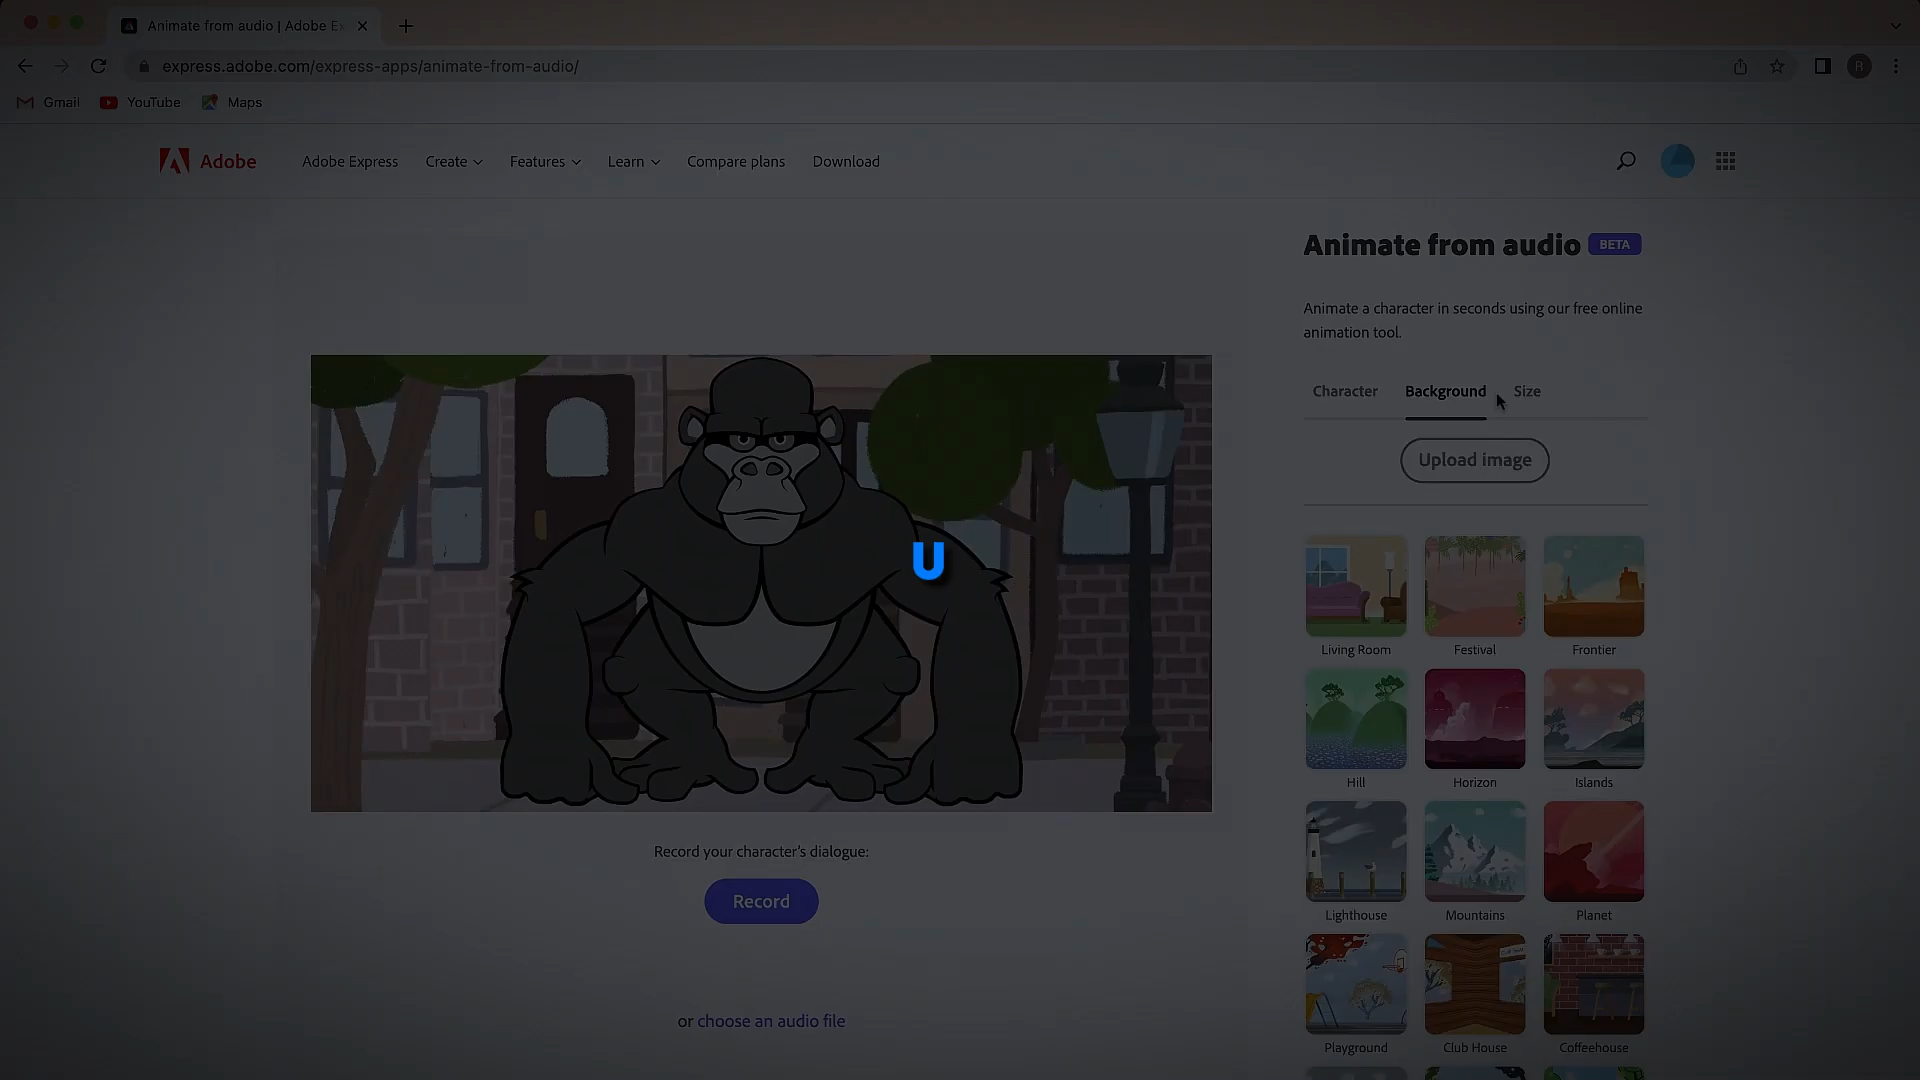 Animate from audio | Adobe Ex
express.adobe.com/express-apps/animate-from-audio/
R
Gmail
YouTube
Maps
Adobe
Adobe Express
Create
Features
Learn
Compare plans
Download
Animate from audio BETA
Animate a character in seconds using our free online
animation tool.
Character
Background
Size
Upload image
U
Living Room
Festival
Frontier
Hill
Horizon
Islands
Lighthouse
Mountains
Planet
Playground
Club House
Coffeehouse
Record your character's dialogue:
Record
or choose an audio file